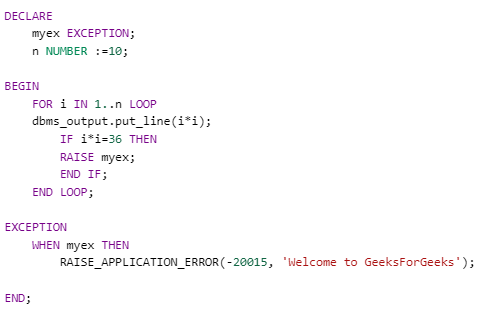 DECLARE
    myex EXCEPTION;
    n NUMBER :=10;

BEGIN
    FOR i IN 1..n LOOP
    dbms_output.put_line(i*i);
        IF i*i=36 THEN
        RAISE myex;
        END IF;
    END LOOP;

EXCEPTION
    WHEN myex THEN
        RAISE_APPLICATION_ERROR(-20015, 'Welcome to GeeksForGeeks');

END;